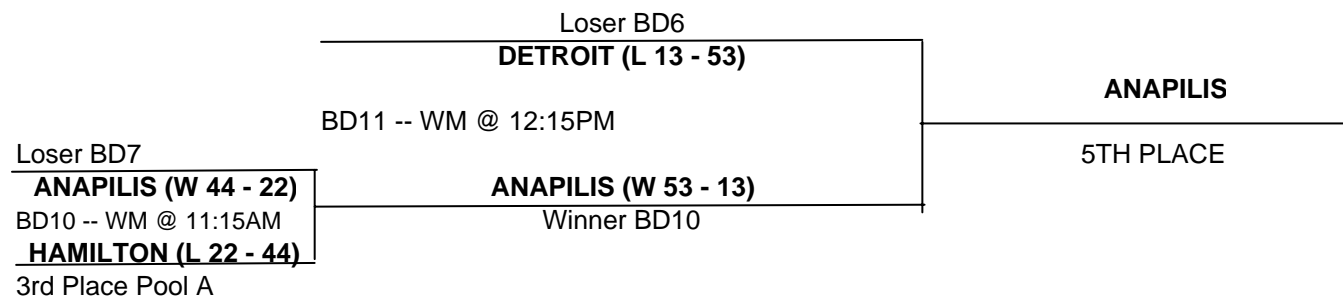 Loser BD6
DETROIT (L 13 - 53)
ANAPILIS
BD11 -- WM @ 12:15PM
Loser BD7
5TH PLACE
ANAPILIS (W 44 - 22)
ANAPILIS (W 53 - 13)
BD10 -- WM @ 11:15AM
Winner BD10
HAMILTON (L 22 - 44)
3rd Place Pool A